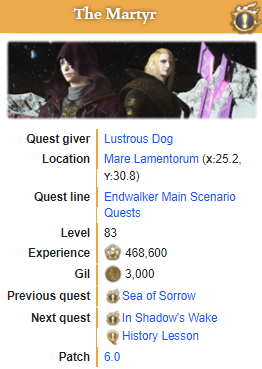 The Martyr
Quest giver Lustrous Dog
Location Mare Lamentorum (X:25.2,
Y:30.8)
Quest line Endwalker Main Scenario
Quests
Level 83
Experience 468,600
Gil 3,000
Previous quest Sea of Sorrow
Next quest In Shadow's Wake
History Lesson
Patch 6.0